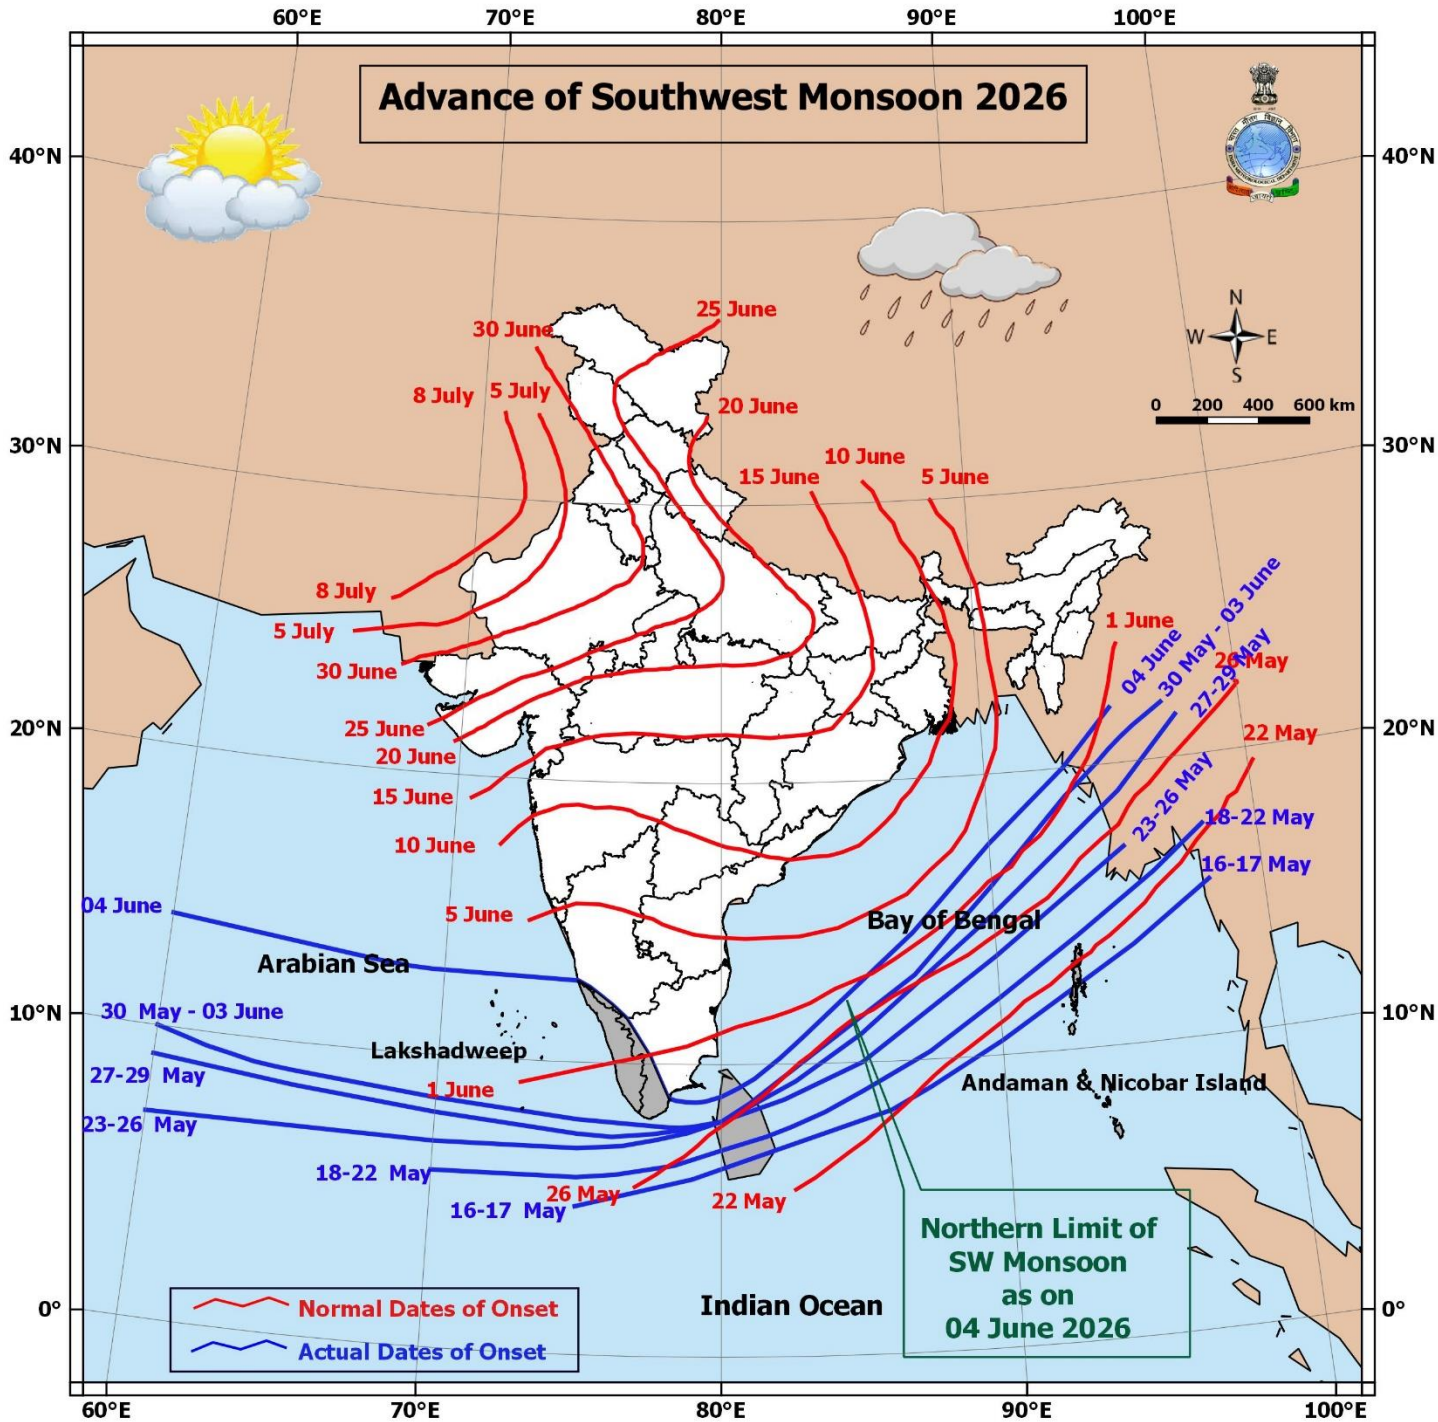 60°E 70°E 80°E 90°E 100°E
Advance of Southwest Monsoon 2026
40°N 40°N
N
W E
S
25 June
30 June
8 July 5 July
20 June
0 200 400 600 km
30°N 30°N
10 June
15 June 5 June
8 July
5 July
30 June
1 June
04 June
30 May - 03 June
27-29 May
26 May
25 June
20°N 20°N
22 May
20 June
15 June
23-26 May
18-22 May
10 June
16-17 May
04 June
5 June
Bay of Bengal
Arabian Sea
10°N 10°N
30 May - 03 June
Lakshadweep
27-29 May
1 June
Andaman & Nicobar Island
23-26 May
18-22 May
26 May
22 May
16-17 May
Northern Limit of
SW Monsoon
as on
04 June 2026
0° 0°
Indian Ocean
Normal Dates of Onset
Actual Dates of Onset
60°E 70°E 80°E 90°E 100°E